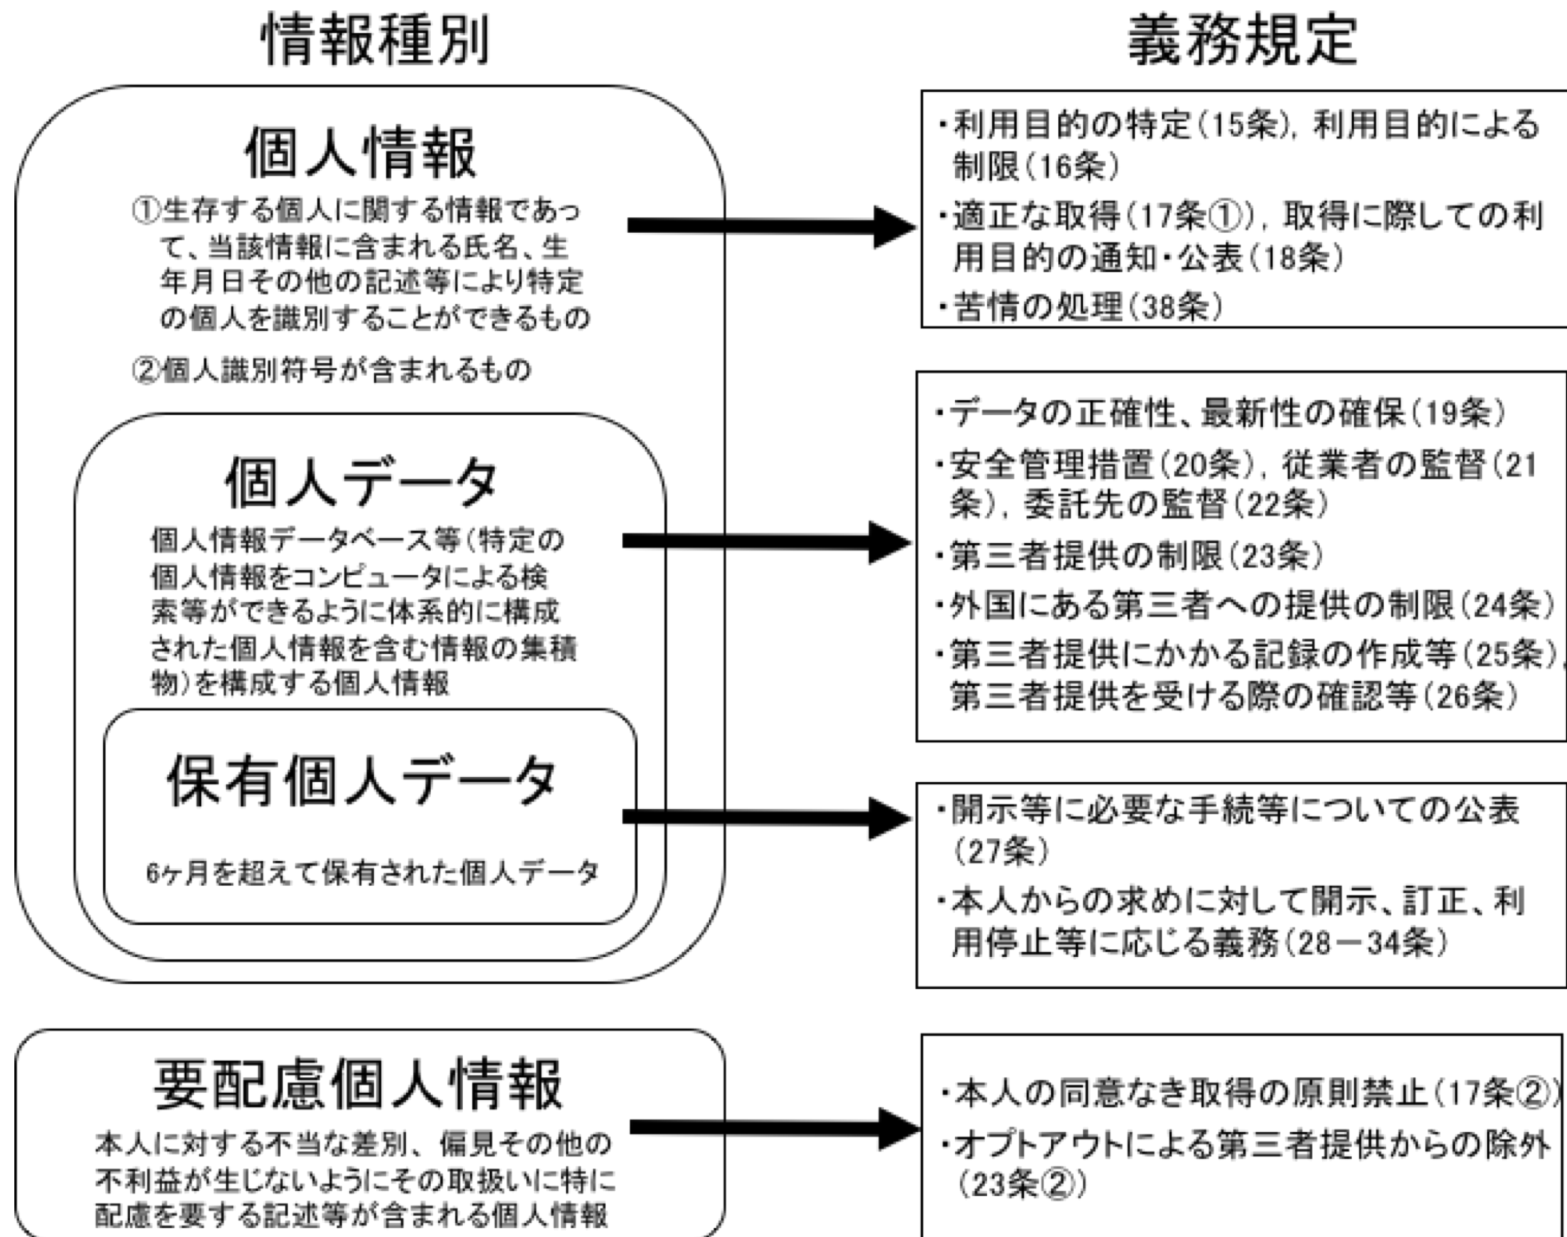 情報種別
義務規定
個人情報
①生存する個人に関する情報であっ
て、当該情報に含まれる氏名、生
年月日その他の記述等により特定
の個人を識別することができるもの
②個人識別符号が含まれるもの
・利用目的の特定(15条), 利用目的による
制限(16条)
・適正な取得(17条①), 取得に際しての利
用目的の通知・公表(18条)
・苦情の処理(38条)
個人データ
個人情報データベース等(特定の
個人情報をコンピュータによる検
索等ができるように体系的に構成
された個人情報を含む情報の集積
物)を構成する個人情報
・データの正確性、最新性の確保(19条)
・安全管理措置(20条), 従業者の監督(21
条), 委託先の監督(22条)
・第三者提供の制限(23条)
・外国にある第三者への提供の制限(24条)
・第三者提供にかかる記録の作成等(25条),
第三者提供を受ける際の確認等(26条)
保有個人データ
6ヶ月を超えて保有された個人データ
・開示等に必要な手続等についての公表
(27条)
・本人からの求めに対して開示、訂正、利
用停止等に応じる義務(28－34条)
要配慮個人情報
本人に対する不当な差別、偏見その他の
不利益が生じないようにその取扱いに特に
配慮を要する記述等が含まれる個人情報
・本人の同意なき取得の原則禁止(17条②)
・オプトアウトによる第三者提供からの除外
(23条②)